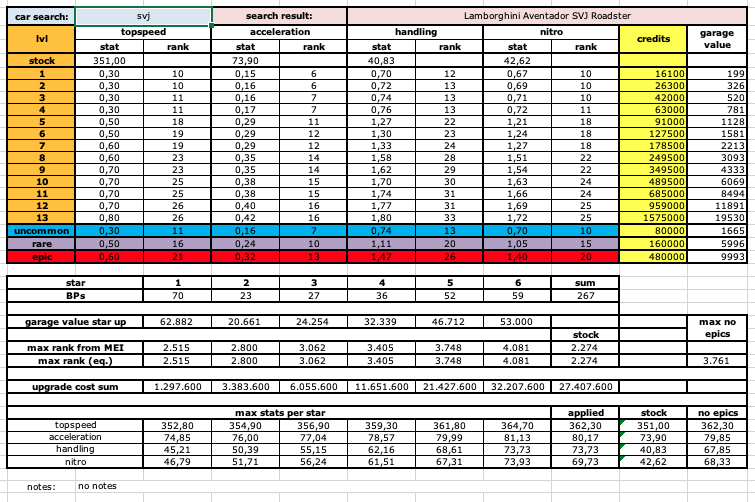 car search: svj search result: Lamborghini Aventador SVJ Roadster
lvl topspeed acceleration handling nitro credits garage value
stat rank stat rank stat rank stat rank
stock 351,00 73,90 40,83 42,62
1 0,30 10 0,15 6 0,70 12 0,67 10 16100 199
2 0,30 10 0,16 6 0,72 13 0,69 10 26300 326
3 0,30 11 0,16 7 0,74 13 0,71 10 42000 520
4 0,30 11 0,17 7 0,76 13 0,72 11 63000 781
5 0,50 18 0,29 11 1,27 22 1,21 18 91000 1128
6 0,50 19 0,29 12 1,30 23 1,24 18 127500 1581
7 0,60 19 0,29 12 1,33 24 1,27 18 178500 2213
8 0,60 23 0,35 14 1,58 28 1,51 22 249500 3093
9 0,70 23 0,35 14 1,62 29 1,54 22 349500 4333
10 0,70 25 0,38 15 1,70 30 1,63 24 489500 6069
11 0,70 25 0,38 15 1,74 31 1,66 24 685000 8494
12 0,70 26 0,40 16 1,77 31 1,69 25 959000 11891
13 0,80 26 0,42 16 1,80 33 1,72 25 1575000 19530
uncommon 0,30 11 0,16 7 0,74 13 0,70 10 80000 1665
rare 0,50 16 0,24 10 1,11 20 1,05 15 160000 5996
epic 0,60 21 0,32 13 1,47 26 1,40 20 480000 9993
star 1 2 3 4 5 6 sum
BPs 70 23 27 36 52 59 267
garage value star up 62.882 20.661 24.254 32.339 46.712 53.000 max no epics
stock
max rank from MEI 2.515 2.800 3.062 3.405 3.748 4.081 2.274
max rank (eq.) 2.515 2.800 3.062 3.405 3.748 4.081 2.274 3.761
upgrade cost sum 1.297.600 3.383.600 6.055.600 11.651.600 21.427.600 32.207.600 27.407.600
max stats per star applied stock no epics
topspeed 352,80 354,90 356,90 359,30 361,80 364,70 362,30 351,00 362,30
acceleration 74,85 76,00 77,04 78,57 79,99 81,13 80,17 73,90 79,85
handling 45,21 50,39 55,15 62,16 68,61 73,73 73,73 40,83 67,85
nitro 46,79 51,71 56,24 61,51 67,31 73,93 69,73 42,62 68,33
notes: no notes